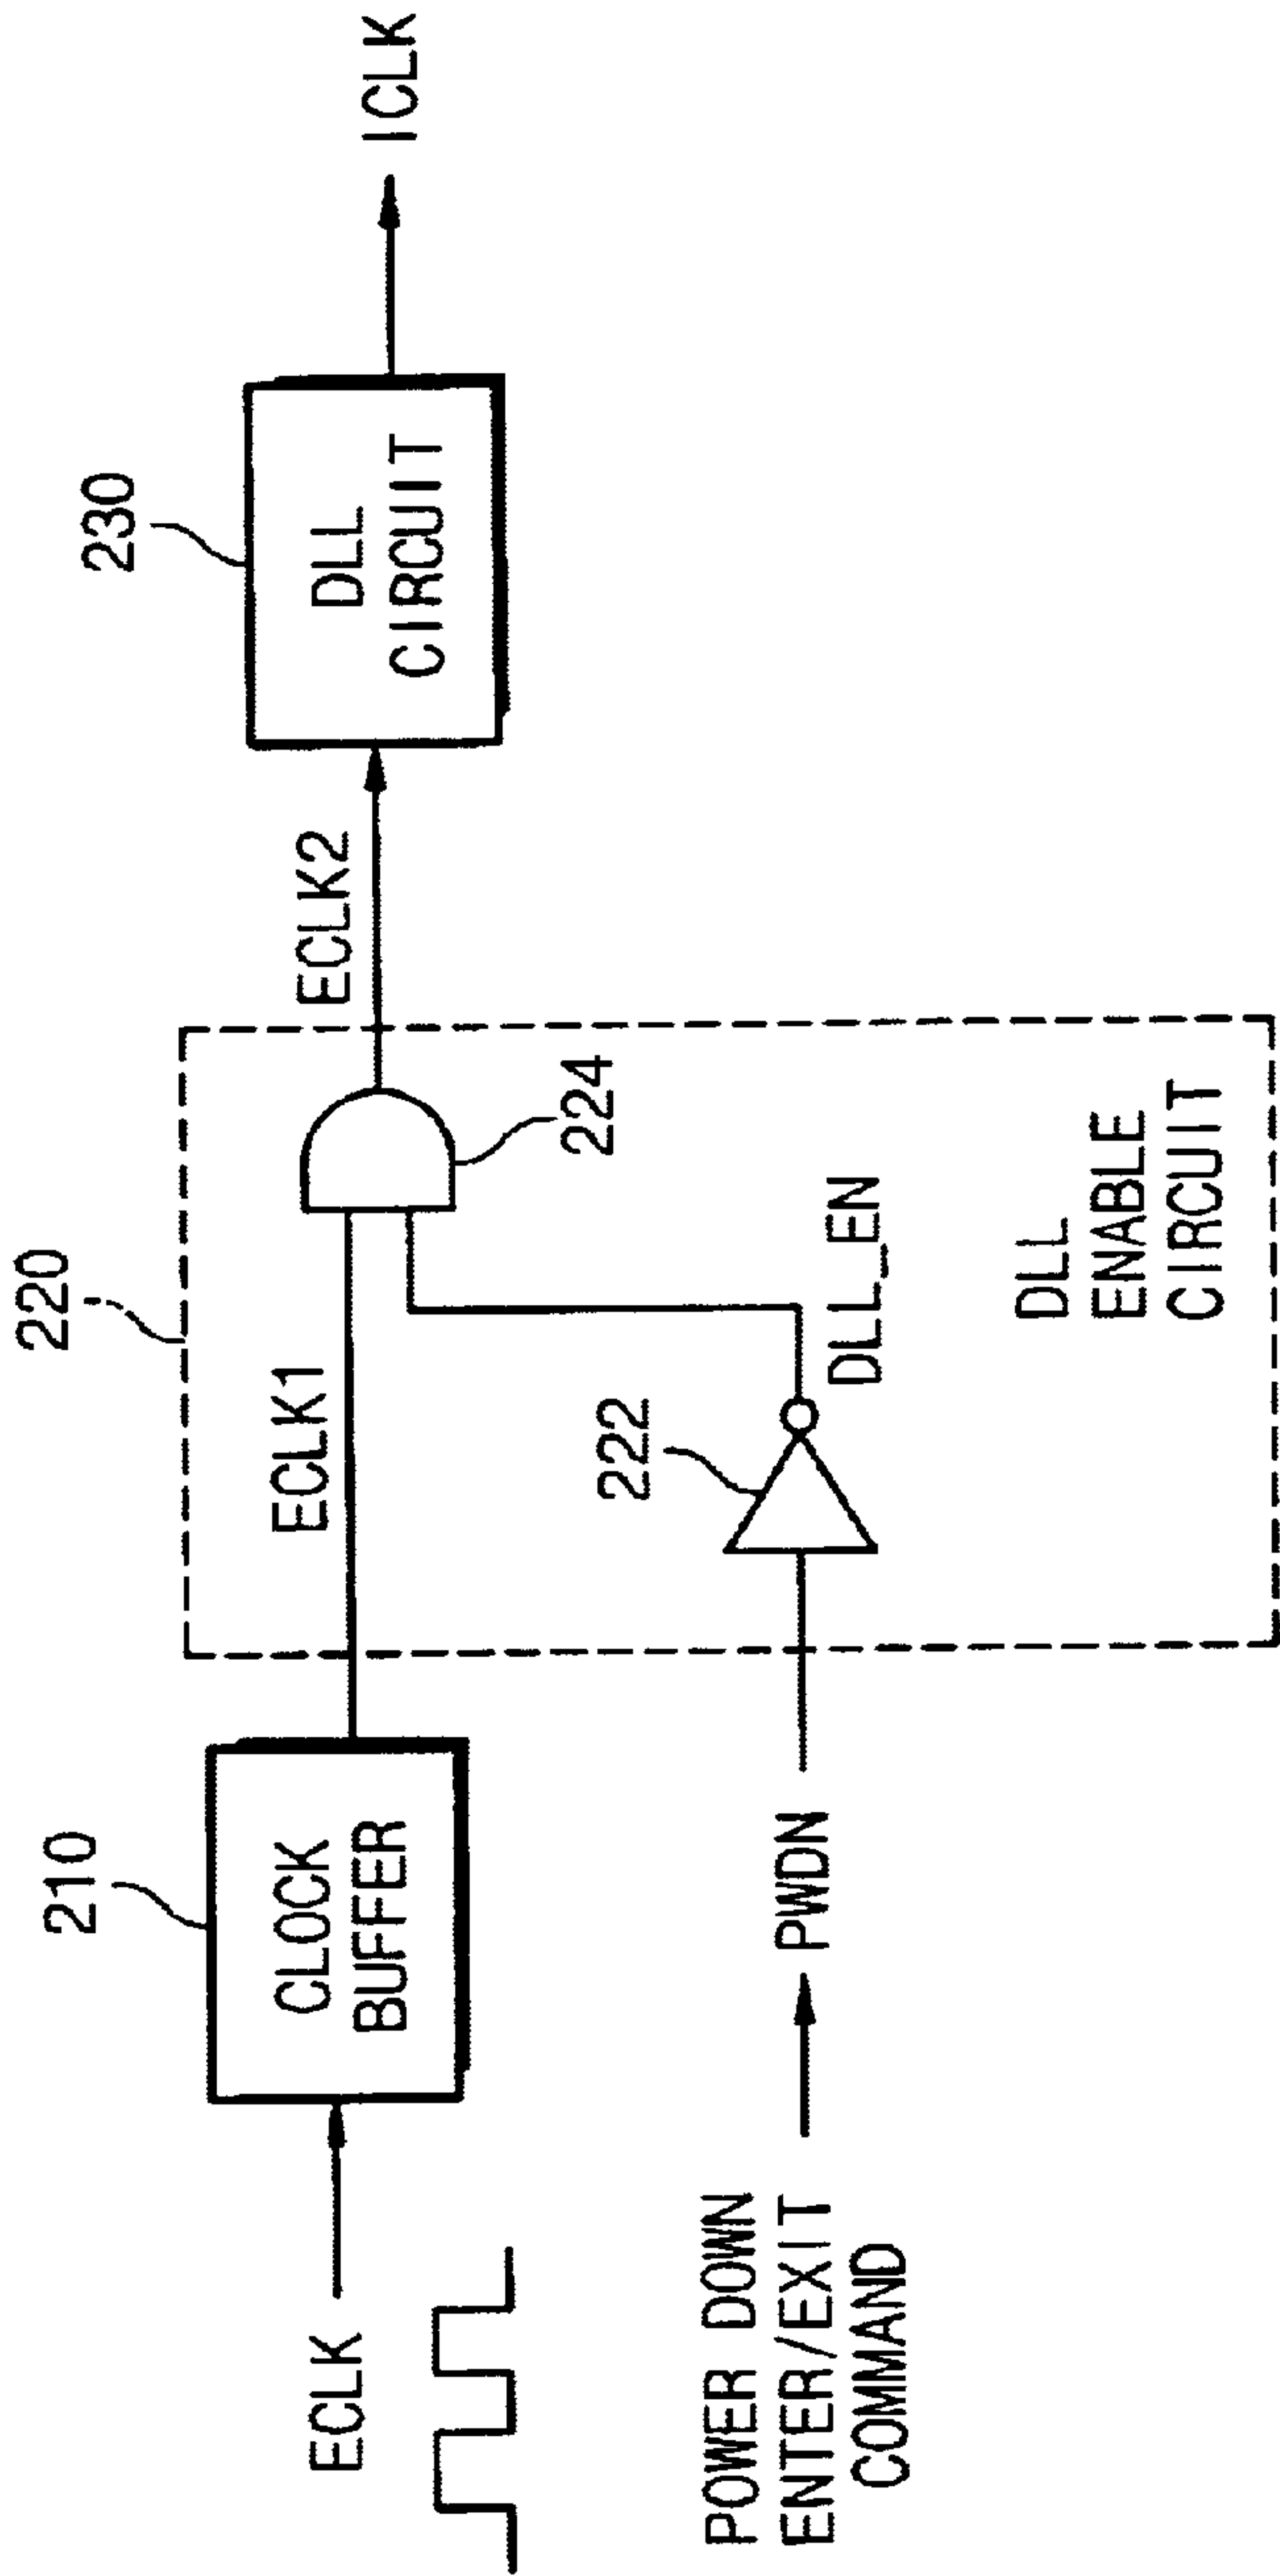 210
220
230
ECLK
CLOCK
BUFFER
ECLK1
224
ECLK2
DLL
CIRCUIT
ICLK
222
DLL_EN
POWER DOWN
ENTER/EXIT
COMMAND
PWDN
DLL
ENABLE
CIRCUIT